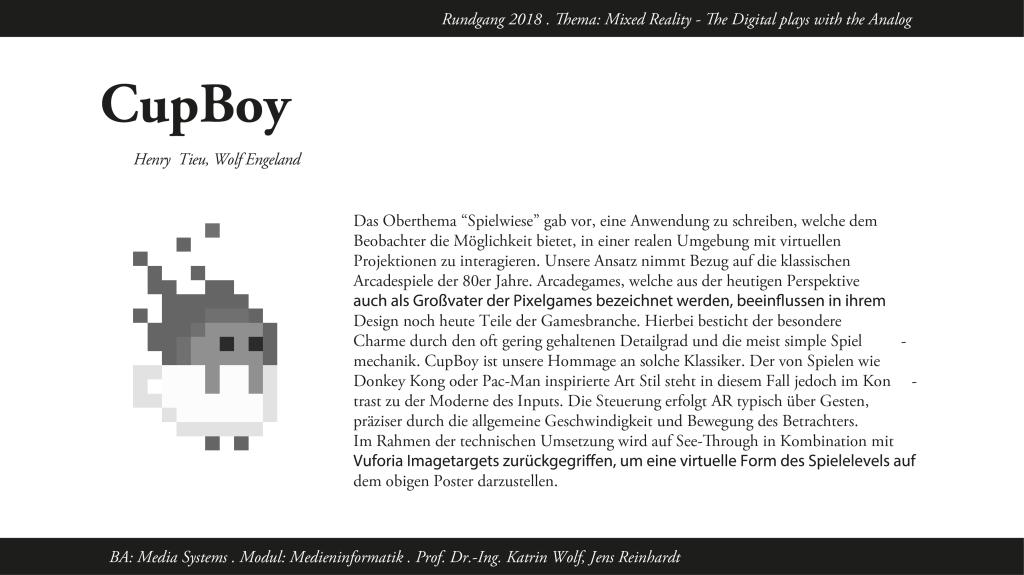 Rundgang 2018 . Thema: Mixed Reality - The Digital plays with the Analog
CupBoy
Henry Tieu, Wolf Engeland
Das Oberthema “Spielwiese” gab vor, eine Anwendung zu schreiben, welche dem
Beobachter die Möglichkeit bietet, in einer realen Umgebung mit virtuellen
Projektionen zu interagieren. Unsere Ansatz nimmt Bezug auf die klassischen
Arcadespiele der 80er Jahre. Arcadegames, welche aus der heutigen Perspektive
auch als Großvater der Pixelgames bezeichnet werden, beeinflussen in ihrem
Design noch heute Teile der Gamesbranche. Hierbei besticht der besondere
Charme durch den oft gering gehaltenen Detailgrad und die meist simple Spiel -
mechanik. CupBoy ist unsere Hommage an solche Klassiker. Der von Spielen wie
Donkey Kong oder Pac-Man inspirierte Art Stil steht in diesem Fall jedoch im Kon -
trast zu der Moderne des Inputs. Die Steuerung erfolgt AR typisch über Gesten,
präziser durch die allgemeine Geschwindigkeit und Bewegung des Betrachters.
Im Rahmen der technischen Umsetzung wird auf See-Through in Kombination mit
Vuforia Imagetargets zurückgegriffen, um eine virtuelle Form des Spielelevels auf
dem obigen Poster darzustellen.
BA: Media Systems . Modul: Medieninformatik . Prof. Dr.-Ing. Katrin Wolf, Jens Reinhardt